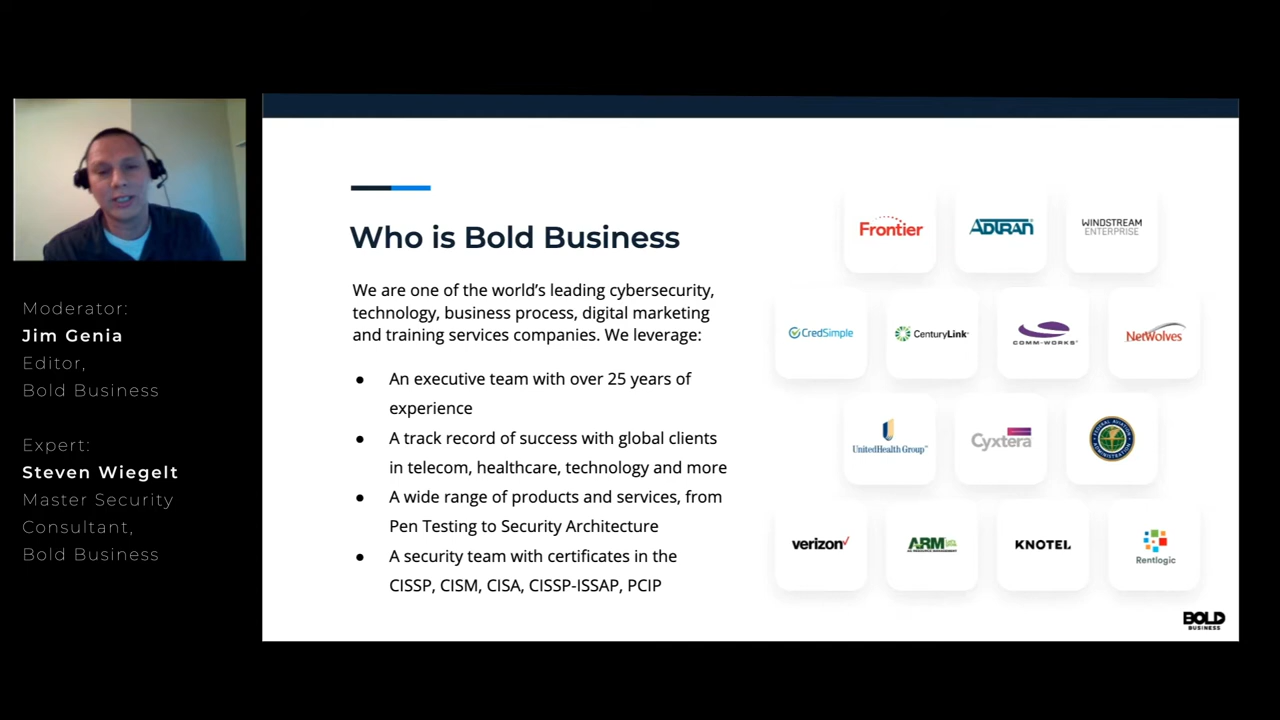 Moderator:
Jim Genia
Editor,
Bold Business
Expert:
Steven Wiegelt
Master Security
Consultant,
Bold Business
Who is Bold Business
We are one of the world's leading cybersecurity,
technology, business process, digital marketing
and training services companies. We leverage:
● An executive team with over 25 years of
experience
● A track record of success with global clients
in telecom, healthcare, technology and more
● A wide range of products and services, from
Pen Testing to Security Architecture
● A security team with certificates in the
CISSP, CISM, CISA, CISSP-ISSAP, PCIP
Frontier
ADTRAN
WINDSTREAM
ENTERPRISE
CredSimple
CenturyLink
COMM-WORKS
NETWOLVES
UNITEDHEALTH GROUP
Cyxtera
FEDERAL AVIATION
ADMINISTRATION
verizon
ARM
KNOTEL
Rentlogic
BOLD
BUSINESS